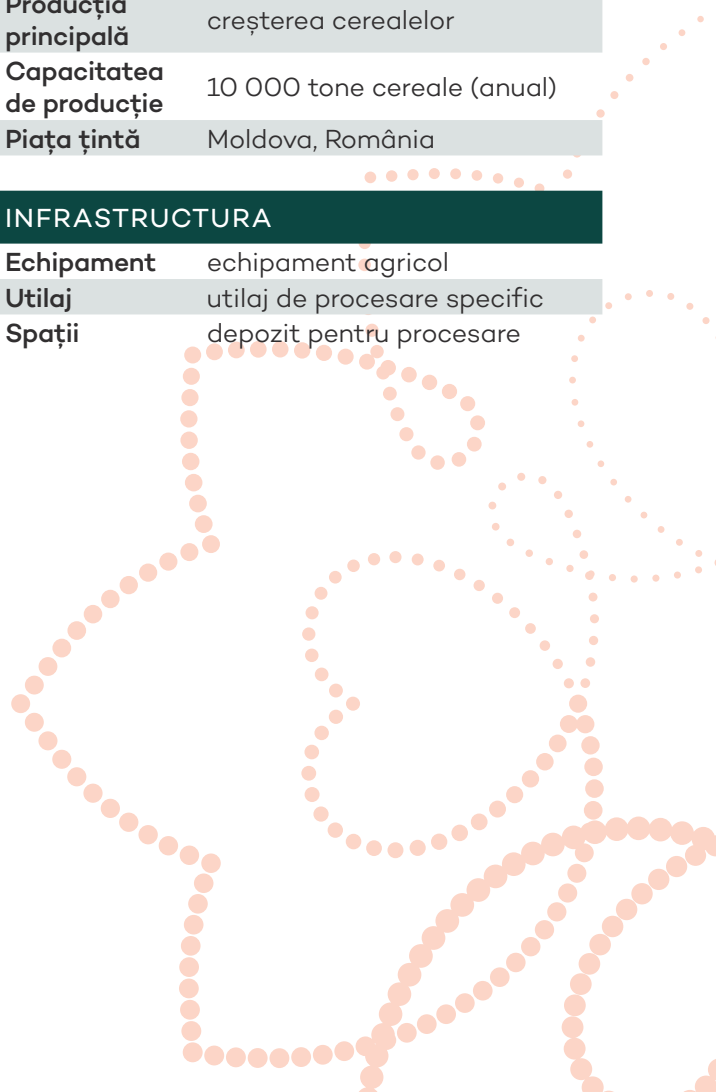 Producția
principală creșterea cerealelor
Capacitatea
de producție 10 000 tone cereale (anual)
Piața țintă Moldova, România
INFRASTRUCTURA
Echipament echipament agricol
Utilaj utilaj de procesare specific
Spații depozit pentru procesare